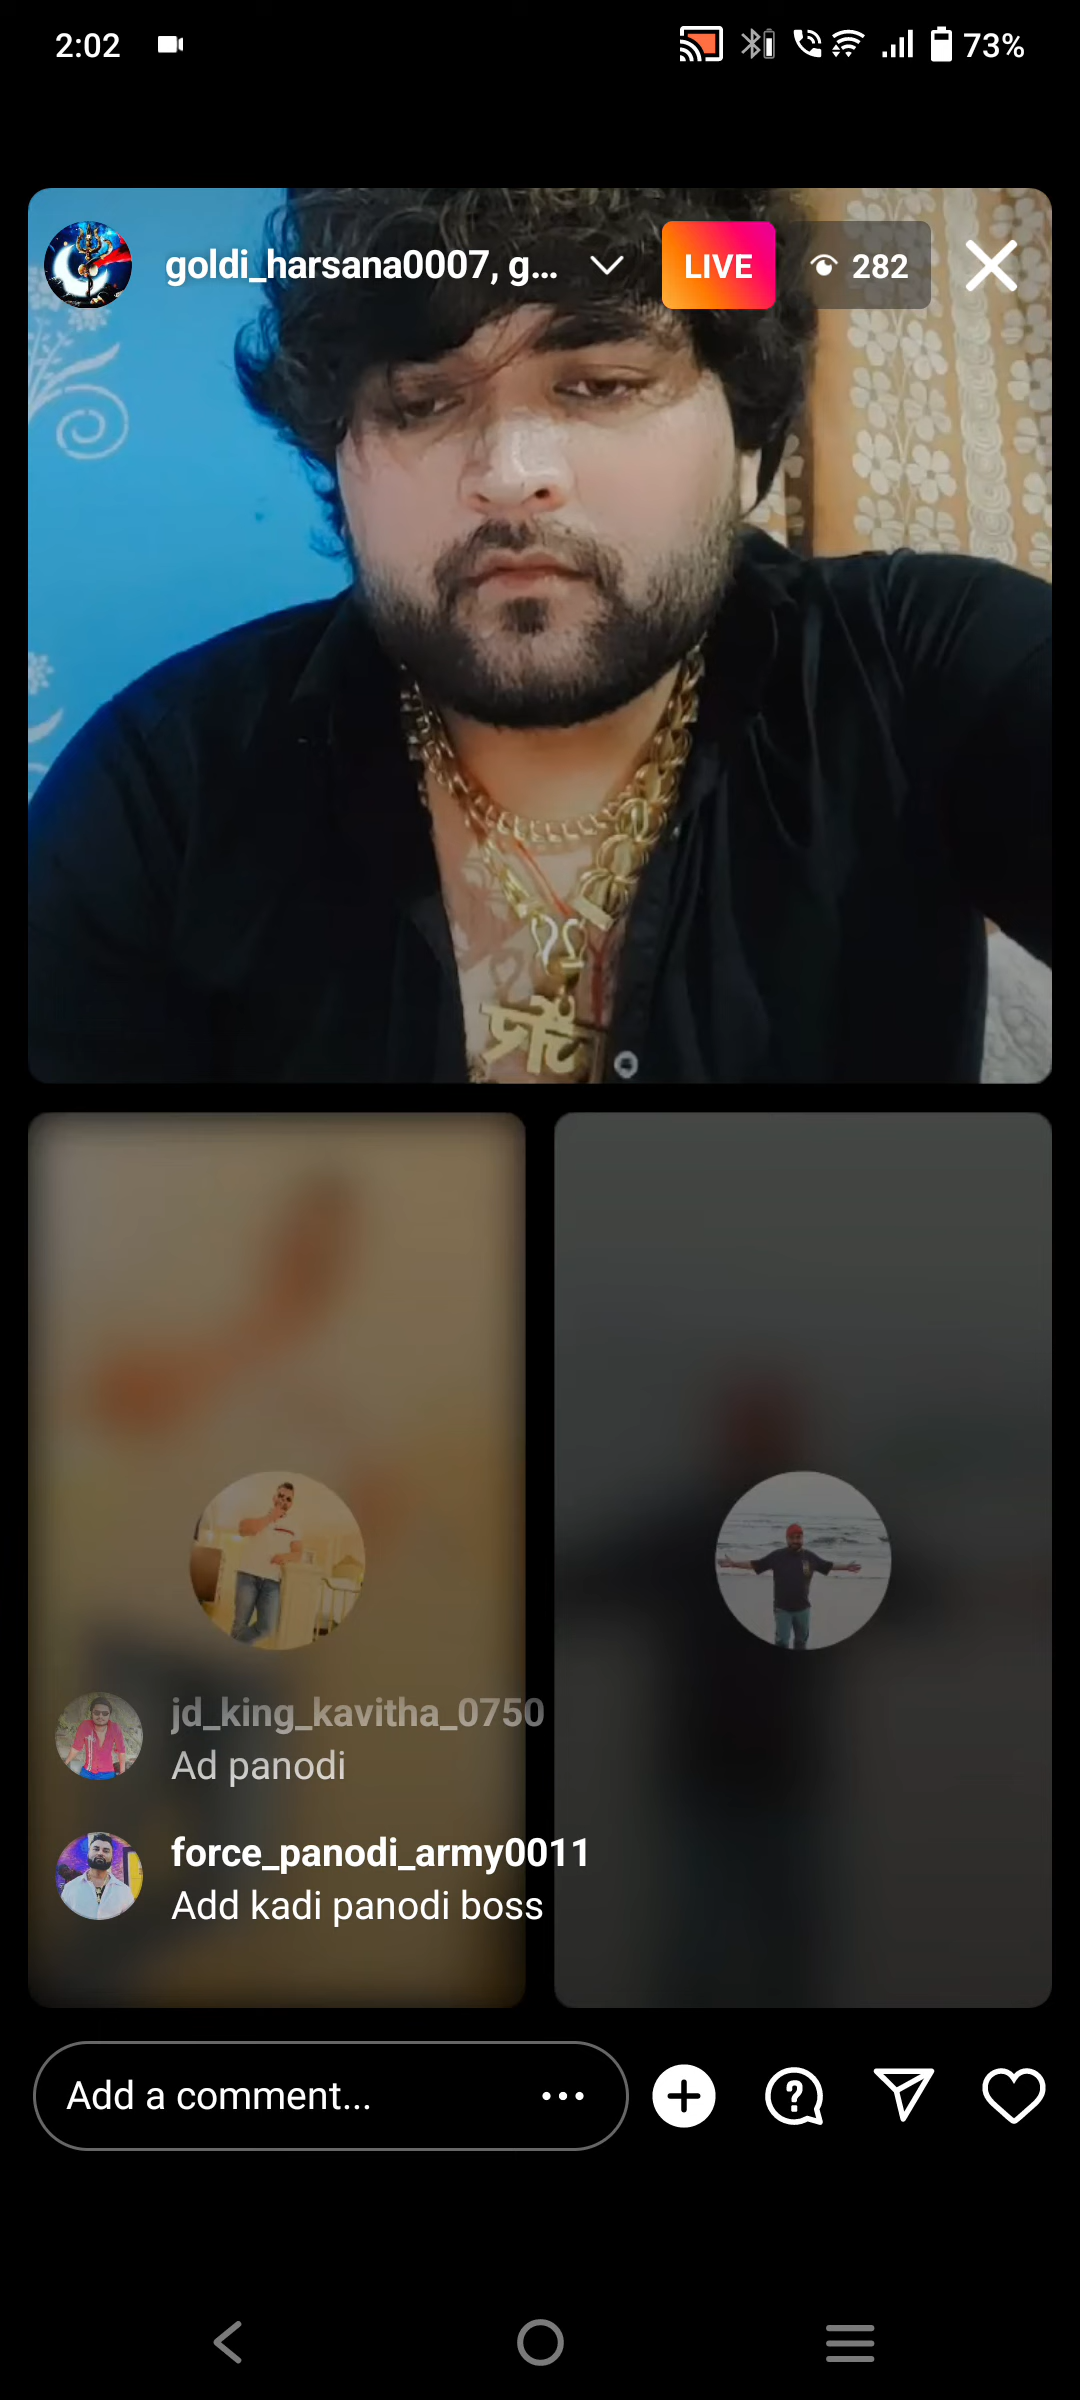 2:02
73%
goldi_harsana0007, g...
LIVE
282
jd_king_kavitha_0750
Ad panodi
force_panodi_army0011
Add kadi panodi boss
Add a comment...